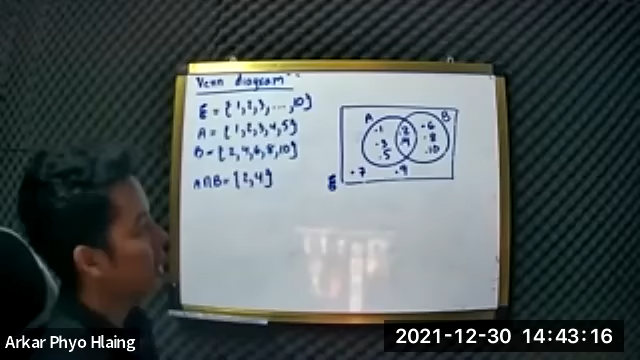 Venn diagram
ξ = {1,2,3,...,10}
A = {1,2,3,4,5}
B = {2,4,6,8,10}
A∩B = {2,4}
A B
.1 2 .6
.3 4 .8
.5 .10
.7 .9
ξ
Arkar Phyo Hlaing
2021-12-30 14:43:16